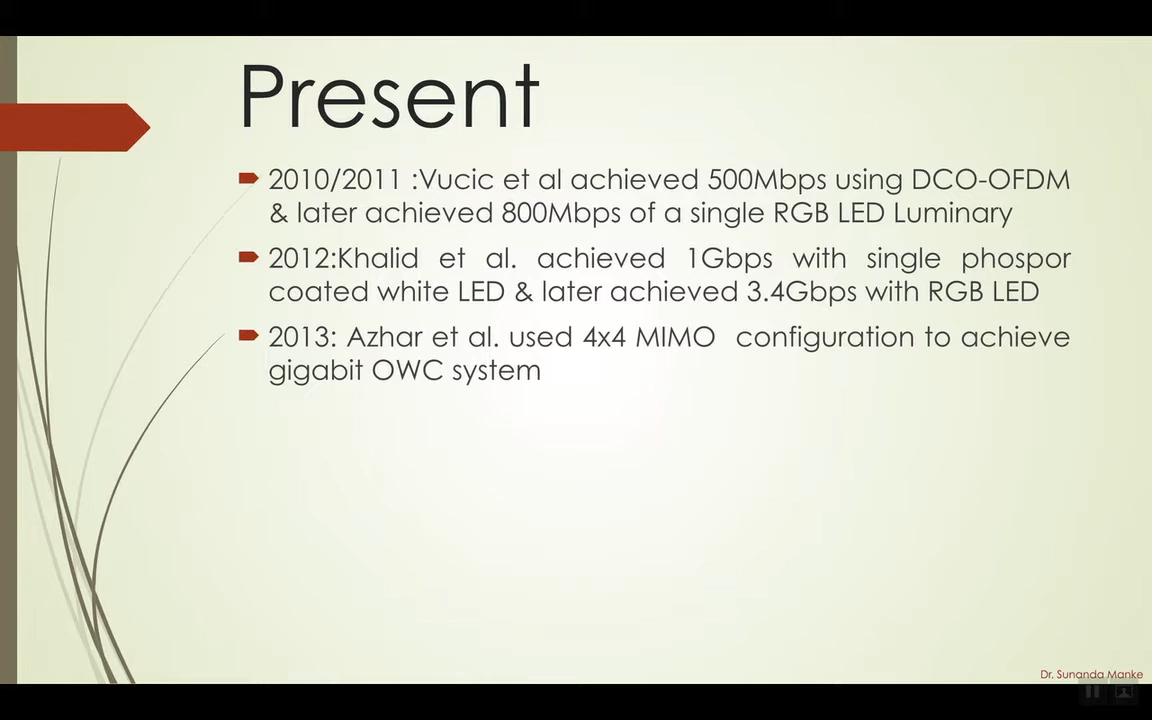 Present
2010/2011 :Vucic et al achieved 500Mbps using DCO-OFDM
& later achieved 800Mbps of a single RGB LED Luminary
2012:Khalid et al. achieved 1Gbps with single phospor
coated white LED & later achieved 3.4Gbps with RGB LED
2013: Azhar et al. used 4x4 MIMO  configuration to achieve
gigabit OWC system
Dr. Sunanda Manke